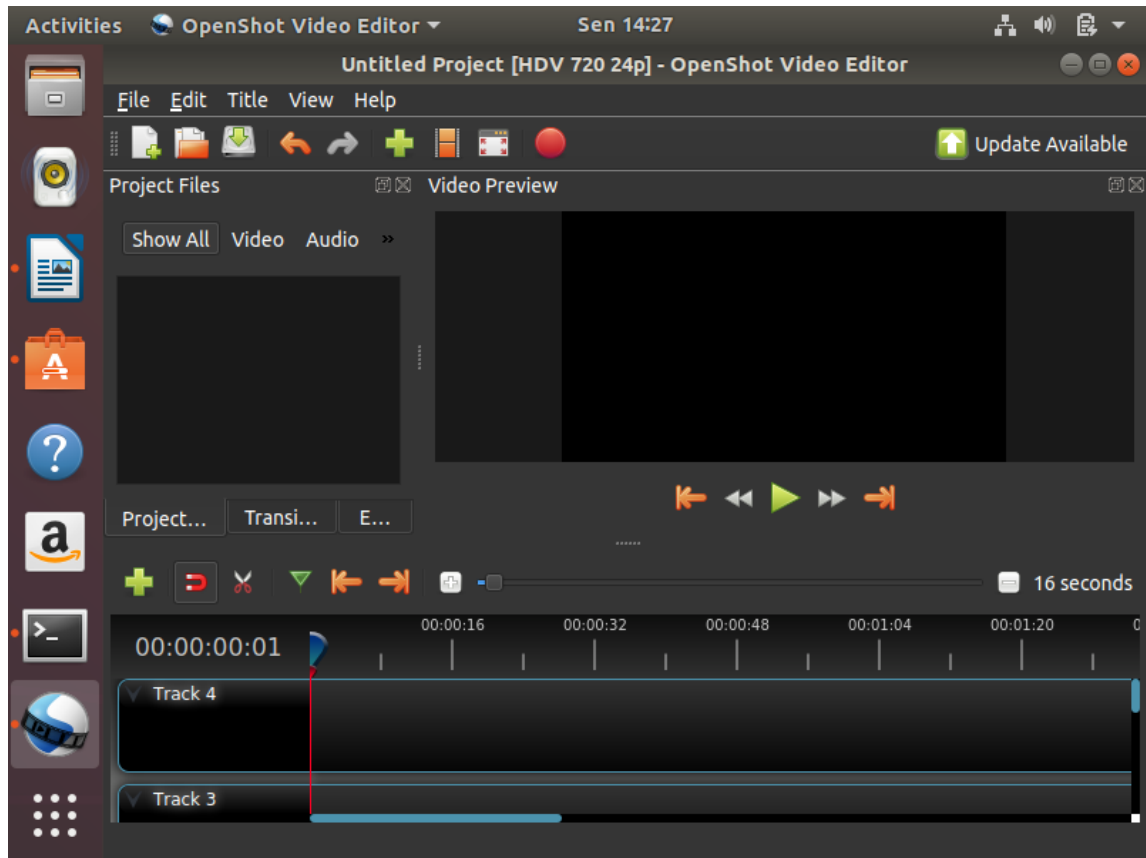 Activities OpenShot Video Editor Sen 14:27
Untitled Project [HDV 720 24p] - OpenShot Video Editor
File Edit Title View Help
Update Available
Project Files Video Preview
Show All Video Audio »
Project... Transi... E...
16 seconds
00:00:00:01 00:00:16 00:00:32 00:00:48 00:01:04 00:01:20 0
Track 4
Track 3